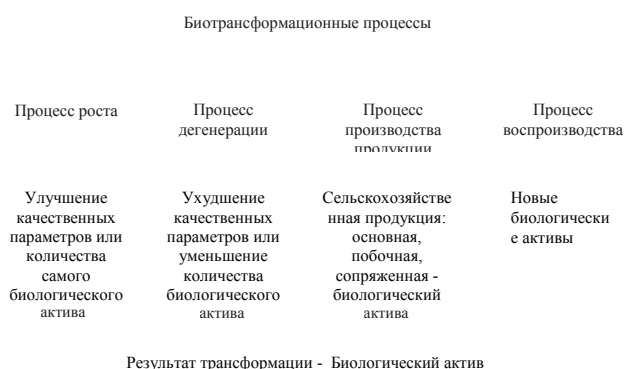 Биотрансформационные процессы
Процесс роста
Процесс
дегенерации
Процесс
производства
продукции
Процесс
воспроизводства
Улучшение
качественных
параметров или
количества
самого
биологического
актива
Ухудшение
качественных
параметров или
уменьшение
количества
биологического
актива
Сельскохозяйстве
нная продукция:
основная,
побочная,
сопряженная -
биологический
актива
Новые
биологически
е активы
Результат трансформации - Биологический актив